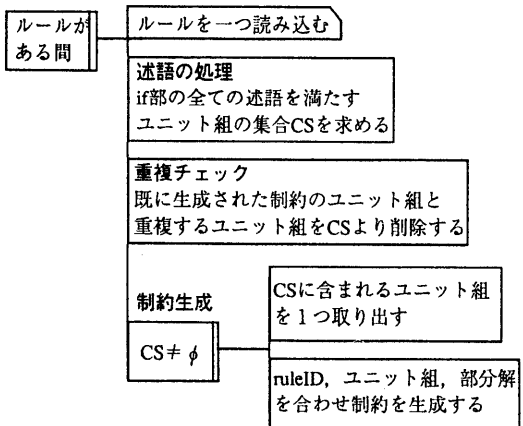 ルールが
ある間
ルールを一つ読み込む
述語の処理
if部の全ての述語を満たす
ユニット組の集合CSを求める
重複チェック
既に生成された制約のユニット組と
重複するユニット組をCSより削除する
制約生成
CS≠φ
CSに含まれるユニット組
を1つ取り出す
ruleID，ユニット組，部分解
を合わせ制約を生成する